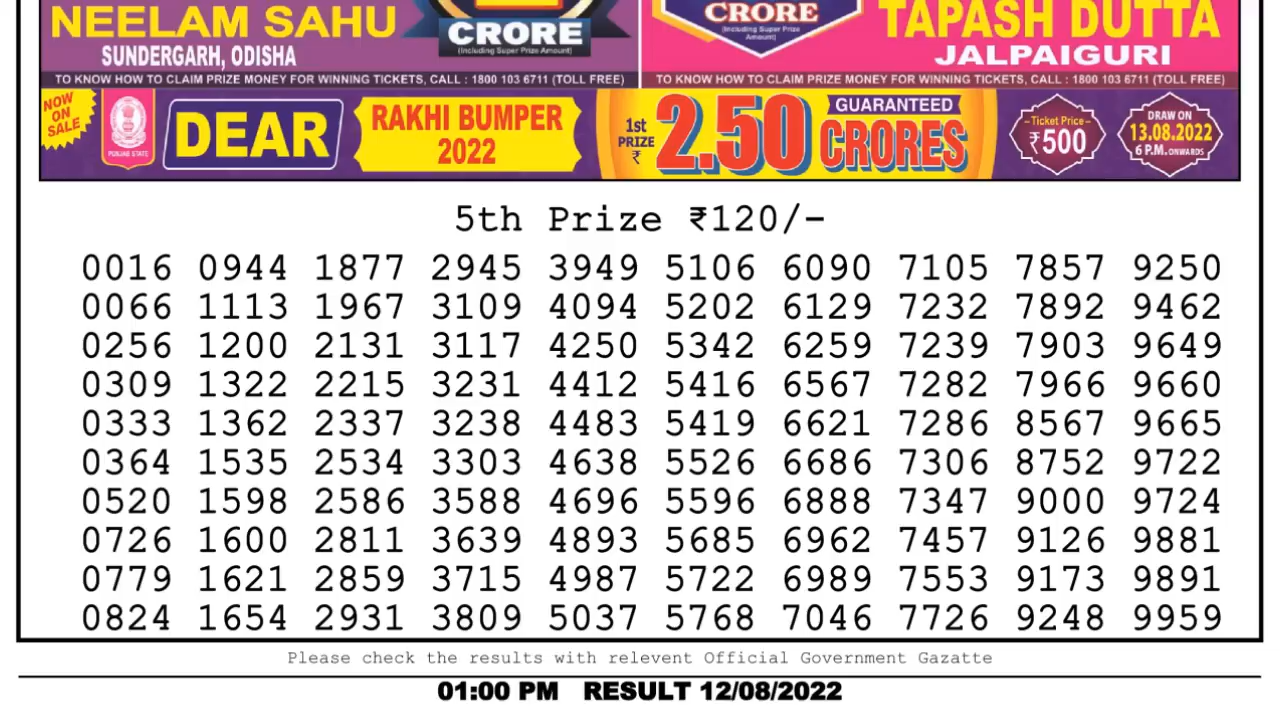 NEELAM SAHU
SUNDERGARH, ODISHA
CRORE
(Including Super Prize Amount)
CRORE
(Including Super Prize
Amount)
TAPASH DUTTA
JALPAIGURI
TO KNOW HOW TO CLAIM PRIZE MONEY FOR WINNING TICKETS, CALL : 1800 103 6711 (TOLL FREE)
TO KNOW HOW TO CLAIM PRIZE MONEY FOR WINNING TICKETS, CALL : 1800 103 6711 (TOLL FREE)
NOW
ON
SALE
PUNJAB STATE
DEAR
RAKHI BUMPER
2022
1st
PRIZE
₹
2.50
GUARANTEED
CRORES
Ticket Price
₹500
DRAW ON
13.08.2022
6 P.M. ONWARDS
5th Prize ₹120/-
0016 0944 1877 2945 3949 5106 6090 7105 7857 9250
0066 1113 1967 3109 4094 5202 6129 7232 7892 9462
0256 1200 2131 3117 4250 5342 6259 7239 7903 9649
0309 1322 2215 3231 4412 5416 6567 7282 7966 9660
0333 1362 2337 3238 4483 5419 6621 7286 8567 9665
0364 1535 2534 3303 4638 5526 6686 7306 8752 9722
0520 1598 2586 3588 4696 5596 6888 7347 9000 9724
0726 1600 2811 3639 4893 5685 6962 7457 9126 9881
0779 1621 2859 3715 4987 5722 6989 7553 9173 9891
0824 1654 2931 3809 5037 5768 7046 7726 9248 9959
Please check the results with relevent Official Government Gazatte
01:00 PM RESULT 12/08/2022